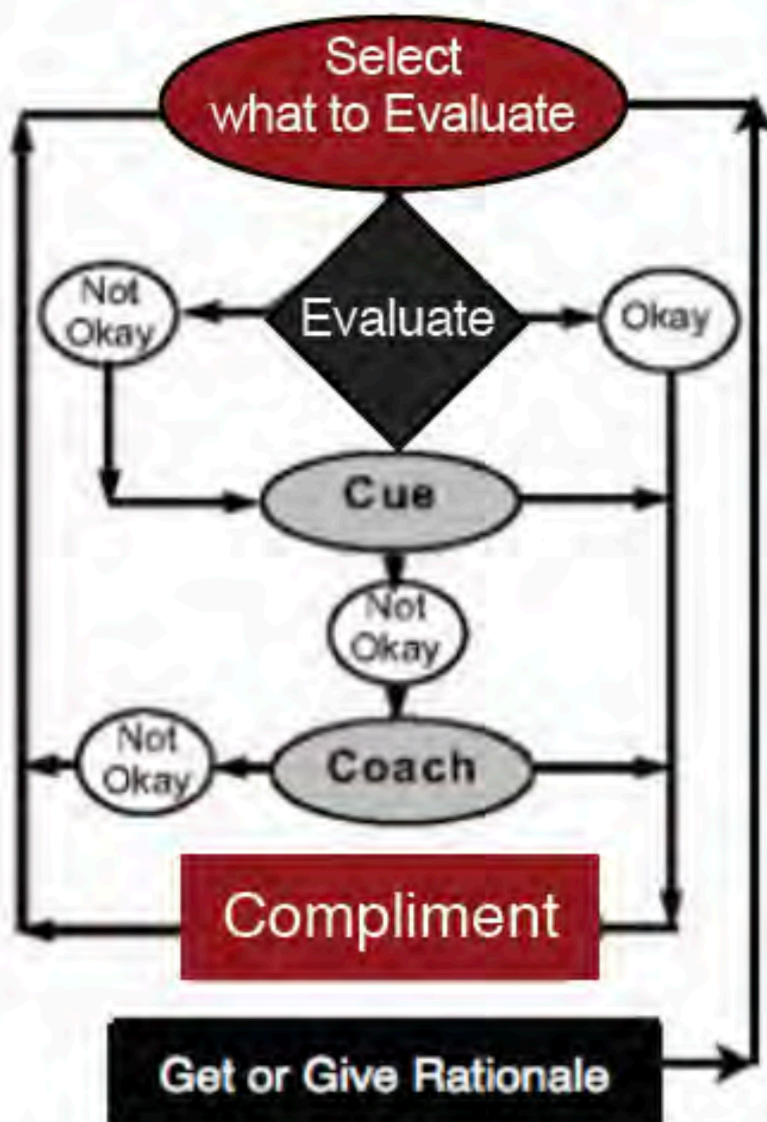 Select
what to Evaluate
Not
Okay
Evaluate
Okay
Cue
Not
Okay
Not
Okay
Coach
Compliment
Get or Give Rationale